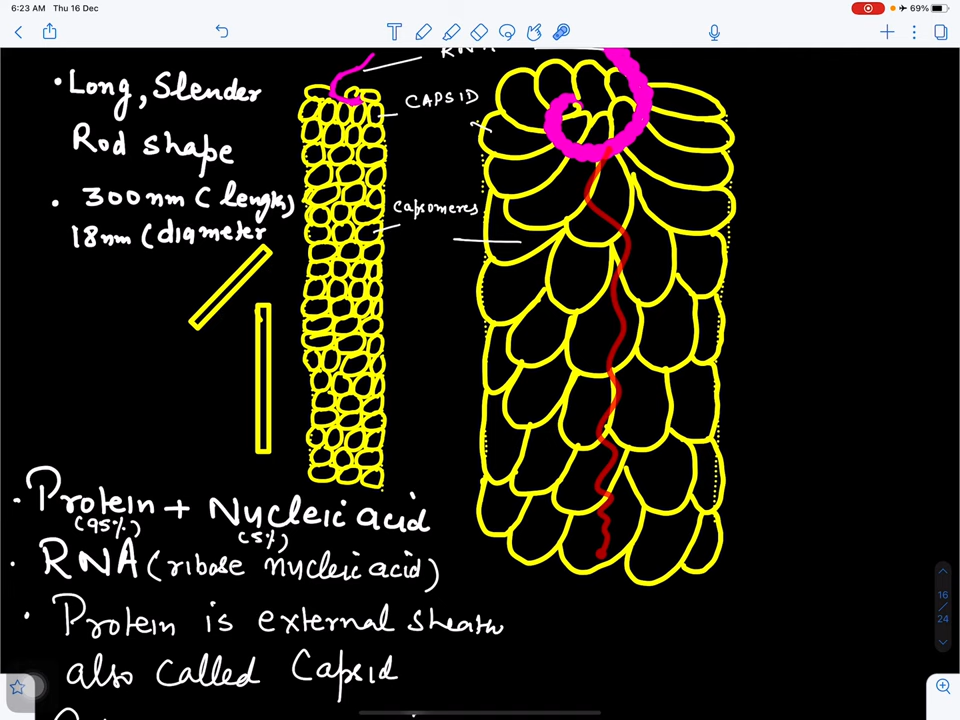 6:23 AM Thu 16 Dec
69%
RNA
• Long, Slender
Rod shape
• 300nm (length)
18nm (diameter
CAPSID
Capsomeres
• Protein + Nucleic acid
(95%) (5%)
• RNA (ribose nucleic acid)
• Protein is external sheath
also called Capsid
16
/
24